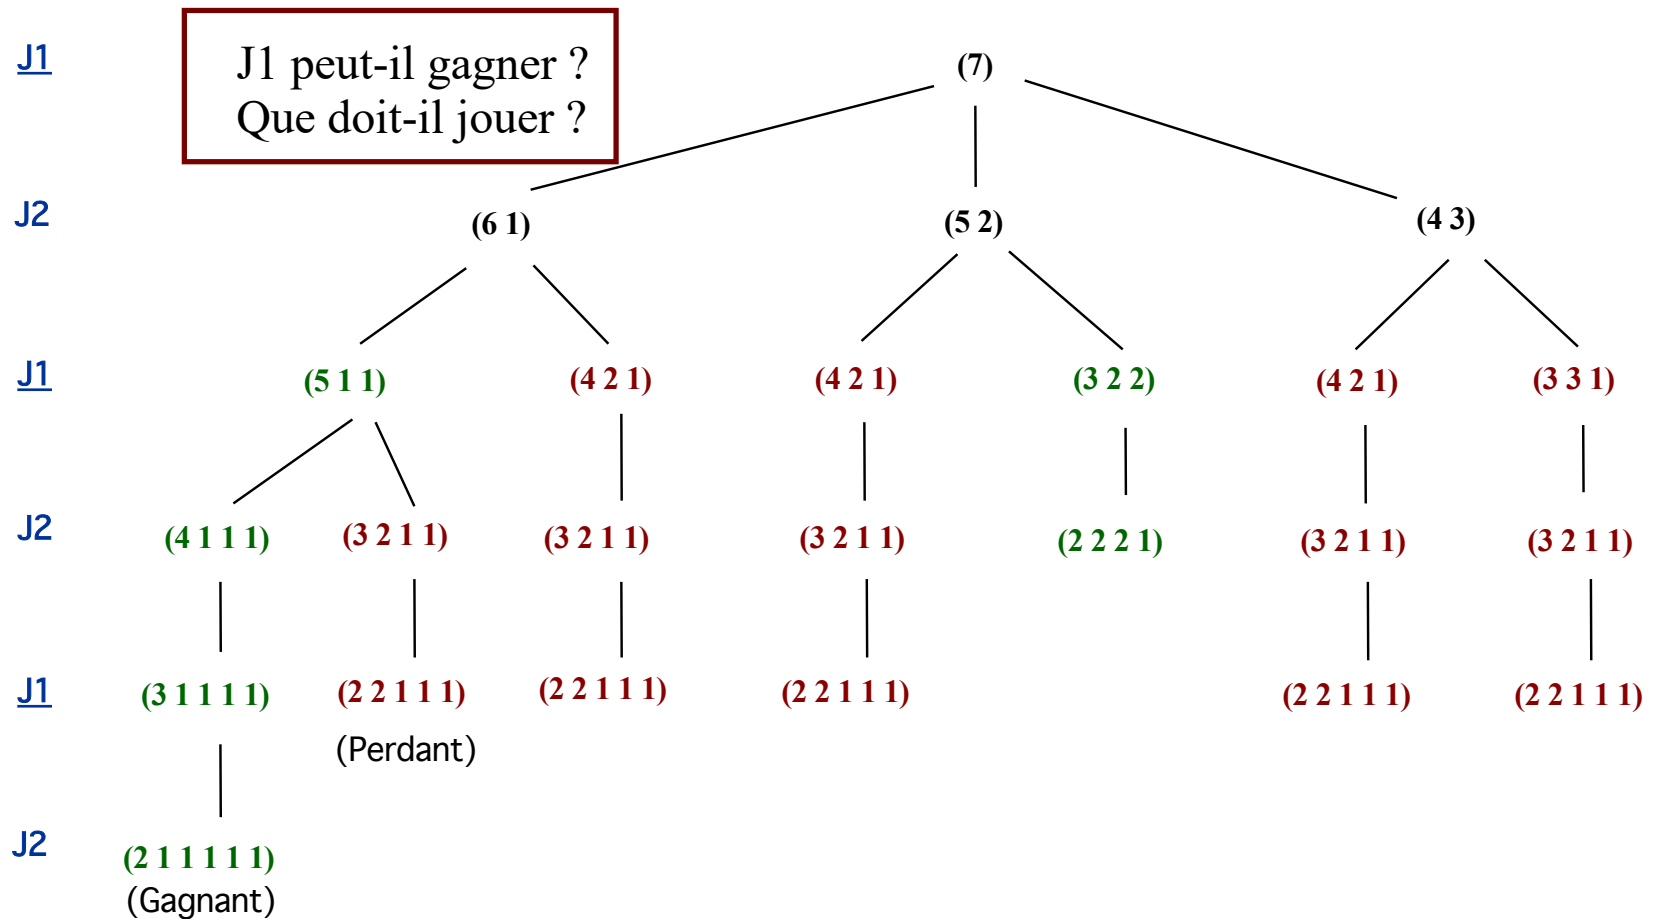 J1 peut-il gagner ?
Que doit-il jouer ?
J1 (7)
J2 (6 1) (5 2) (4 3)
J1 (5 1 1) (4 2 1) (4 2 1) (3 2 2) (4 2 1) (3 3 1)
J2 (4 1 1 1) (3 2 1 1) (3 2 1 1) (3 2 1 1) (2 2 2 1) (3 2 1 1) (3 2 1 1)
J1 (3 1 1 1 1) (2 2 1 1 1) (2 2 1 1 1) (2 2 1 1 1) (2 2 1 1 1) (2 2 1 1 1)
(Perdant)
J2 (2 1 1 1 1 1)
(Gagnant)